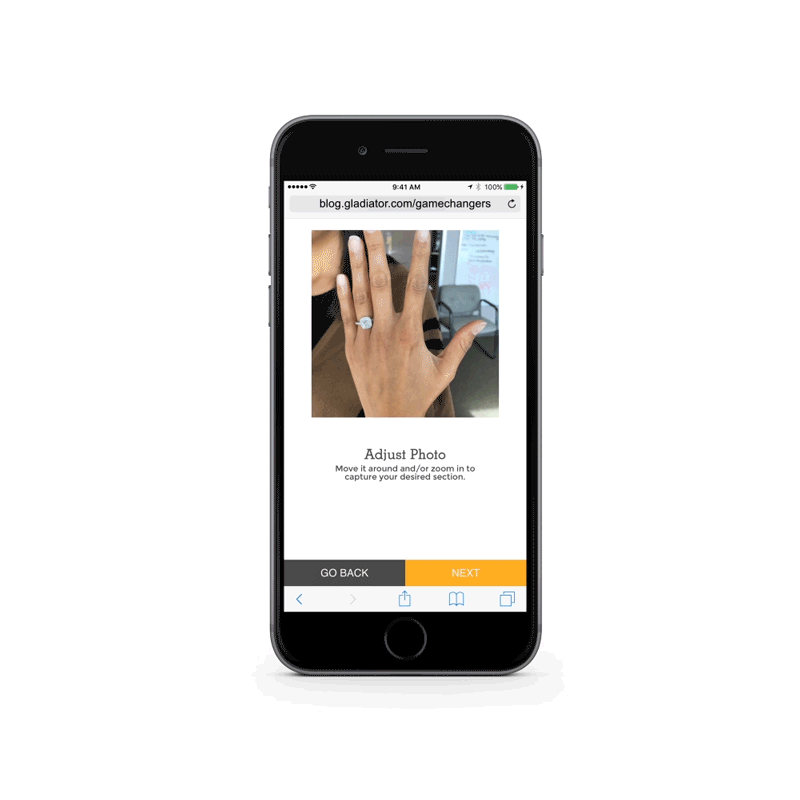 9:41 AM
100%
blog.gladiator.com/gamechangers
Adjust Photo
Move it around and/or zoom in to
capture your desired section.
GO BACK
NEXT